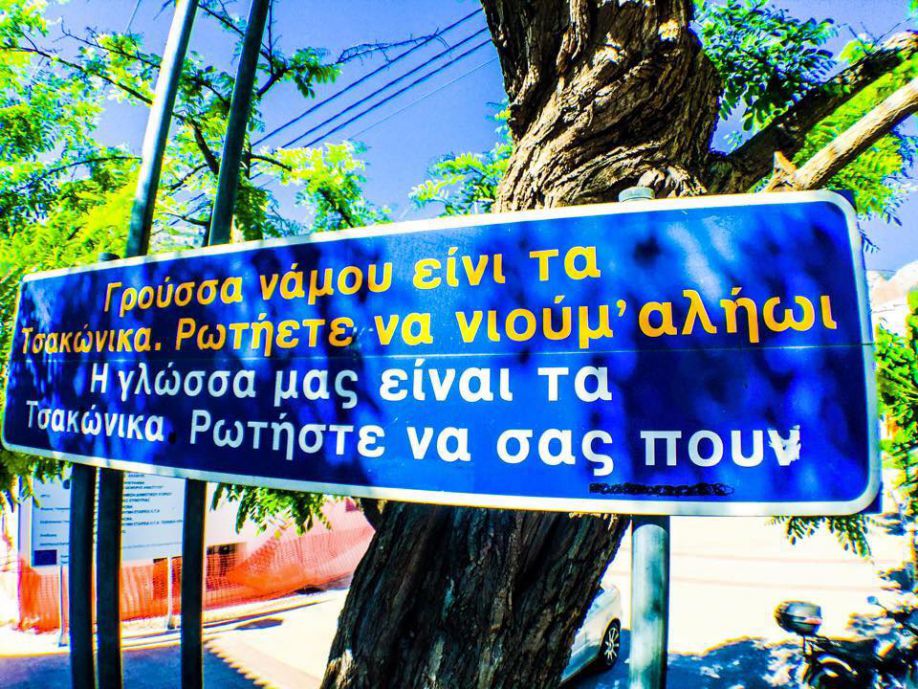 Γρούσσα νάμου είνι τα
Τσακώνικα. Ρωτήετε να νιούμ' αλήωι
Η γλώσσα μας είναι τα
Τσακώνικα. Ρωτήστε να σας πουν